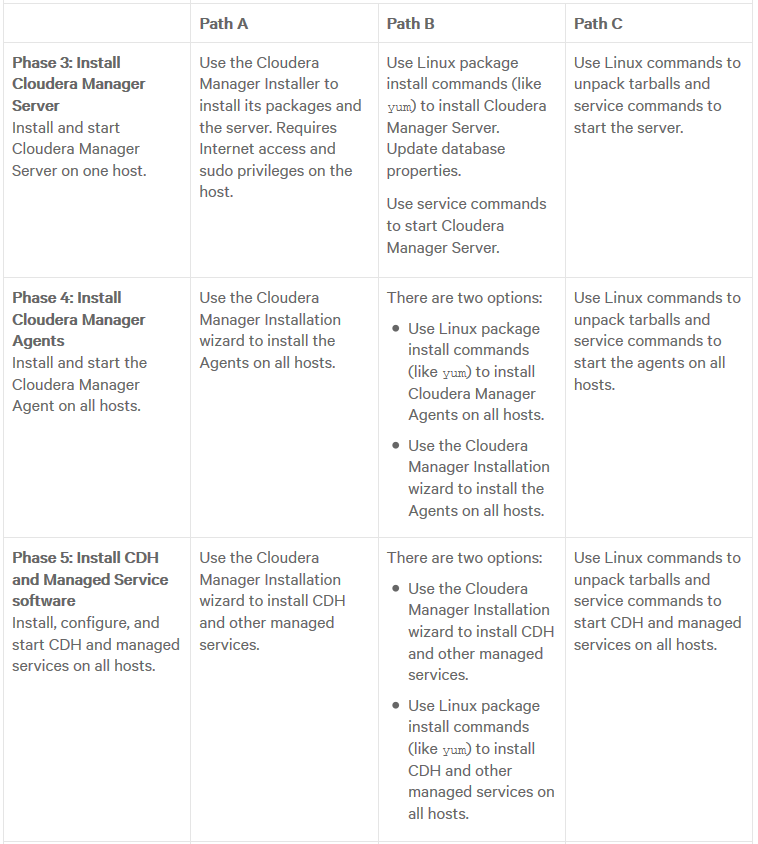 Path A
Path B
Path C
Phase 3: Install
Cloudera Manager
Server
Install and start
Cloudera Manager
Server on one host.
Use the Cloudera
Manager Installer to
install its packages and
the server. Requires
Internet access and
sudo privileges on the
host.
Use Linux package
install commands (like
yum) to install Cloudera
Manager Server.
Update database
properties.
Use service commands
to start Cloudera
Manager Server.
Use Linux commands to
unpack tarballs and
service commands to
start the server.
Phase 4: Install
Cloudera Manager
Agents
Install and start the
Cloudera Manager
Agent on all hosts.
Use the Cloudera
Manager Installation
wizard to install the
Agents on all hosts.
There are two options:
• Use Linux package
install commands
(like yum) to install
Cloudera Manager
Agents on all hosts.
• Use the Cloudera
Manager Installation
wizard to install the
Agents on all hosts.
Use Linux commands to
unpack tarballs and
service commands to
start the agents on all
hosts.
Phase 5: Install CDH
and Managed Service
software
Install, configure, and
start CDH and managed
services on all hosts.
Use the Cloudera
Manager Installation
wizard to install CDH
and other managed
services.
There are two options:
• Use the Cloudera
Manager Installation
wizard to install CDH
and other managed
services.
• Use Linux package
install commands
(like yum) to install
CDH and other
managed services on
all hosts.
Use Linux commands to
unpack tarballs and
service commands to
start CDH and managed
services on all hosts.